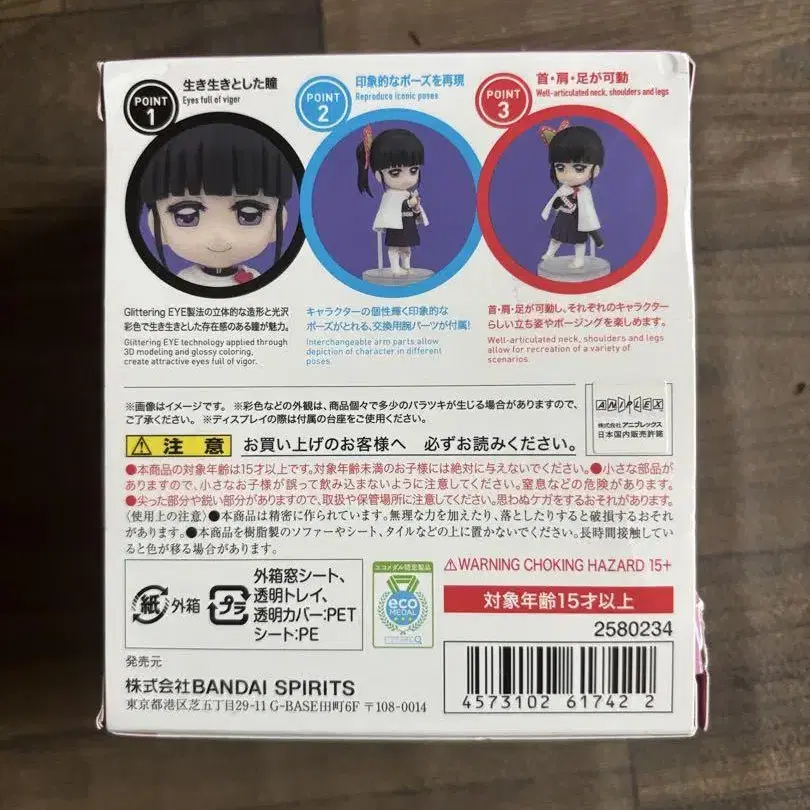 POINT 1
生き生きとした瞳
Eyes full of vigor
POINT 2
印象的なポーズを再現
Reproduce iconic poses
POINT 3
首・肩・足が可動
Well-articulated neck, shoulders and legs
Glittering EYE製法の立体的な造形と光沢
彩色で生き生きとした存在感のある瞳が魅力。
Glittering EYE technology applied through
3D modeling and glossy coloring,
create attractive eyes full of vigor.
キャラクターの個性輝く印象的な
ポーズがとれる、交換用腕パーツが付属!
Interchangeable arm parts allow
depiction of character in different
poses.
首・肩・足が可動し、それぞれのキャラクター
らしい立ち姿やポージングを楽しめます。
Well-articulated neck, shoulders and legs
allow for recreation of a variety of
scenarios.
※画像はイメージです。 ※彩色などの外観は、商品個々で多少のバラツキが生じる場合がありますので、
ご了承ください。 ※ディスプレイの際は付属の台座をご使用ください。
ANIPLEX
株式会社 アニプレックス
日本国内販売許諾
注意 お買い上げのお客様へ 必ずお読みください。
●本商品の対象年齢は15才以上です。対象年齢未満のお子様には絶対に与えないでください。●小さな部品が
ありますので、小さなお子様が誤って飲み込まないように注意してください。窒息などの危険があります。
●尖った部分や鋭い部分がありますので、取扱や保管場所に注意してください。思わぬケガをするおそれがあります。
〈使用上の注意〉●本商品は精密に作られています。無理な力を加えたり、落としたりすると破損するおそれ
があります。●本商品を樹脂製のソファーやシート、タイルなどの上に置かないでください。長時間接触してい
ると色が移る場合があります。
紙 外箱
プラ
外箱窓シート、
透明トレイ、
透明カバー:PET
シート:PE
エコメダル特定製品
eco
MEDAL
⚠WARNING CHOKING HAZARD 15+
対象年齢15才以上
2580234
4573102 61742 2
発売元
株式会社BANDAI SPIRITS
東京都港区芝五丁目29-11 G-BASE田町6F 〒108-0014